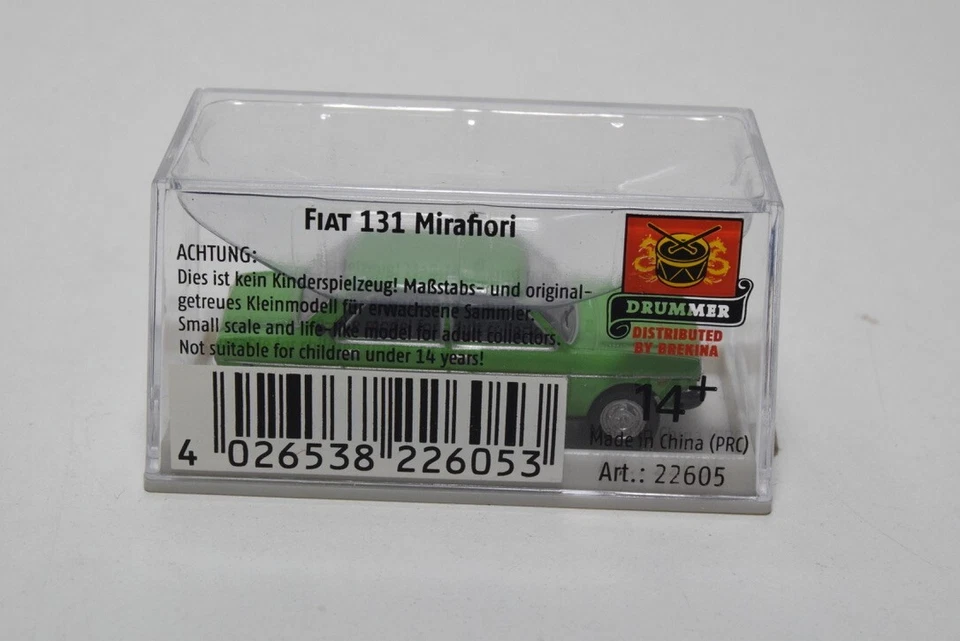 FIAT 131 Mirafiori
ACHTUNG:
Dies ist kein Kinderspielzeug! Maßstabs- und original-
getreues Kleinmodell für erwachsene Sammler.
Small scale and life-like model for adult collectors.
Not suitable for children under 14 years!
DRUMMER
DISTRIBUTED
BY BREKINA
14+
Made in China (PRC)
Art.: 22605
4 026538 226053